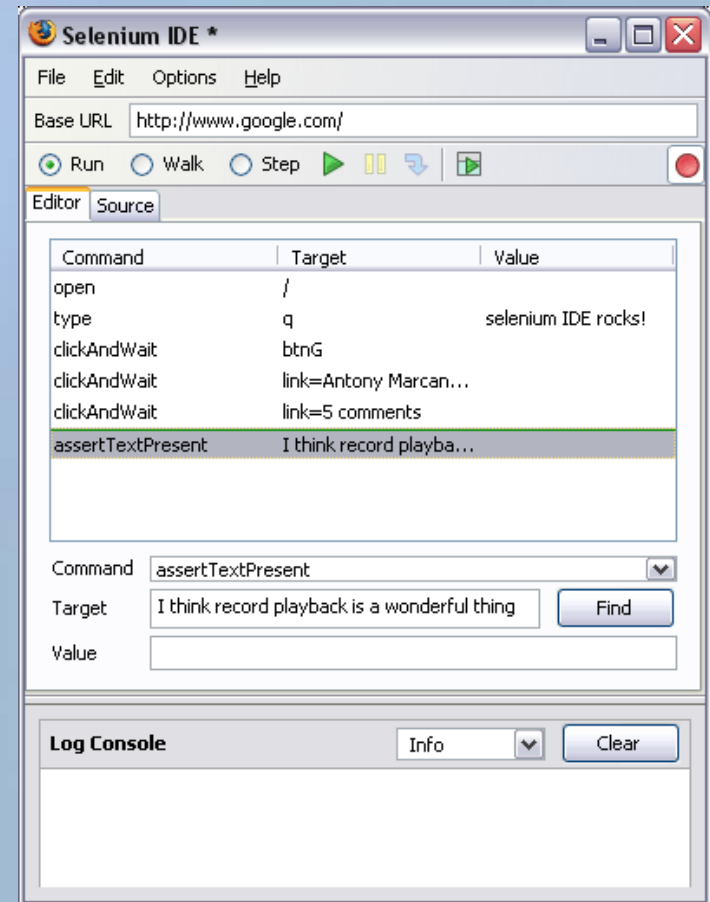 Selenium IDE *
File Edit Options Help
Base URL http://www.google.com/
Run Walk Step
Editor Source
Command Target Value
open /
type q selenium IDE rocks!
clickAndWait btnG
clickAndWait link=Antony Marcan...
clickAndWait link=5 comments
assertTextPresent I think record playba...
Command assertTextPresent
Target I think record playback is a wonderful thing Find
Value
Log Console Info Clear